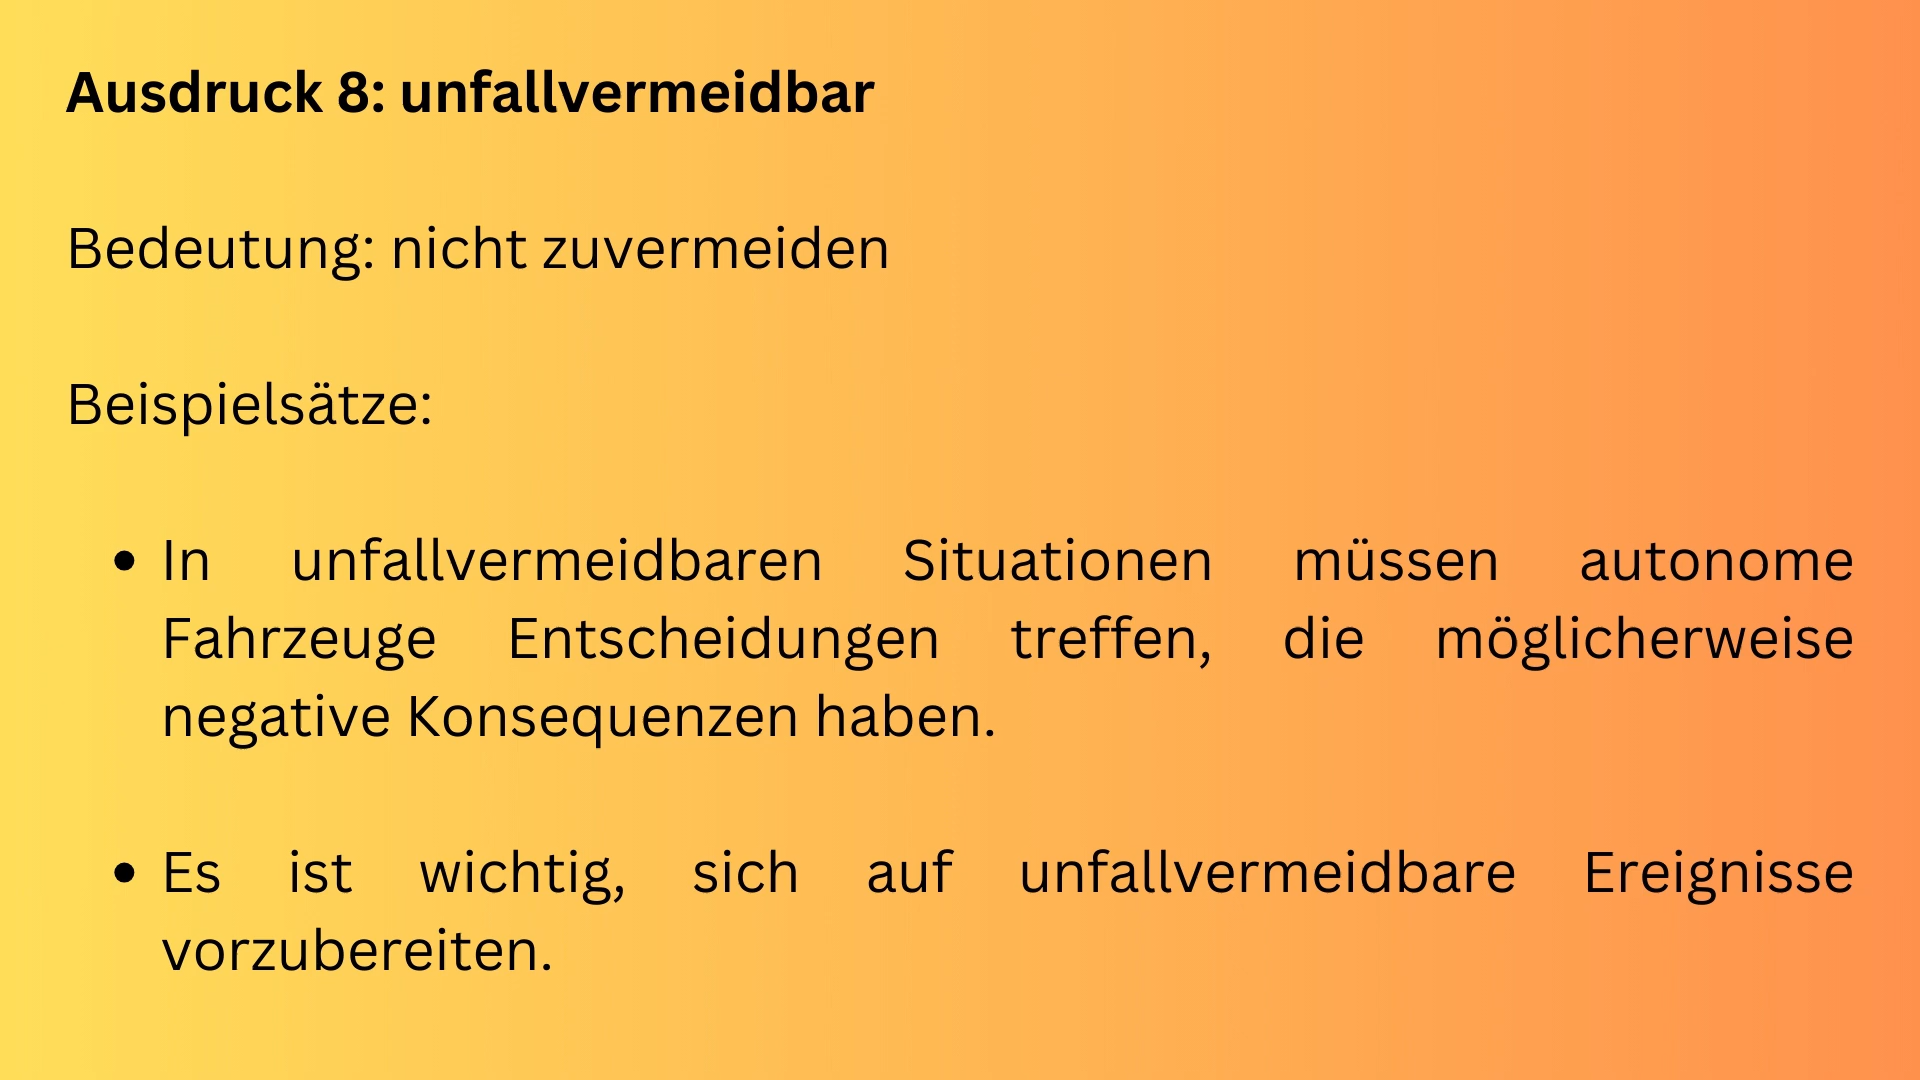 Ausdruck 8: unfallvermeidbar
Bedeutung: nicht zuvermeiden
Beispielsätze:
• In unfallvermeidbaren Situationen müssen autonome
Fahrzeuge Entscheidungen treffen, die möglicherweise
negative Konsequenzen haben.
• Es ist wichtig, sich auf unfallvermeidbare Ereignisse
vorzubereiten.